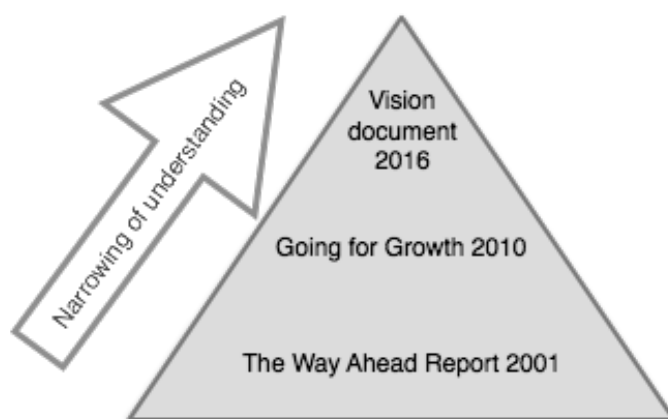 Narrowing of understanding
Vision
document
2016
Going for Growth 2010
The Way Ahead Report 2001